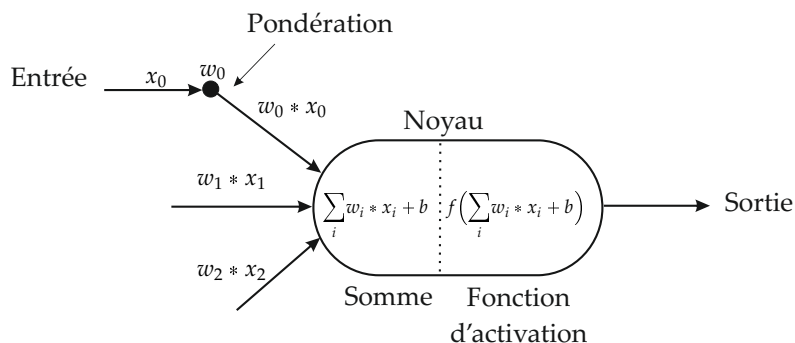 Pondération
Entrée
x₀
w₀
w₀ * x₀
Noyau
w₁ * x₁
∑ᵢ wᵢ * xᵢ + b
f(∑ᵢ wᵢ * xᵢ + b)
Sortie
w₂ * x₂
Somme
Fonction
d'activation